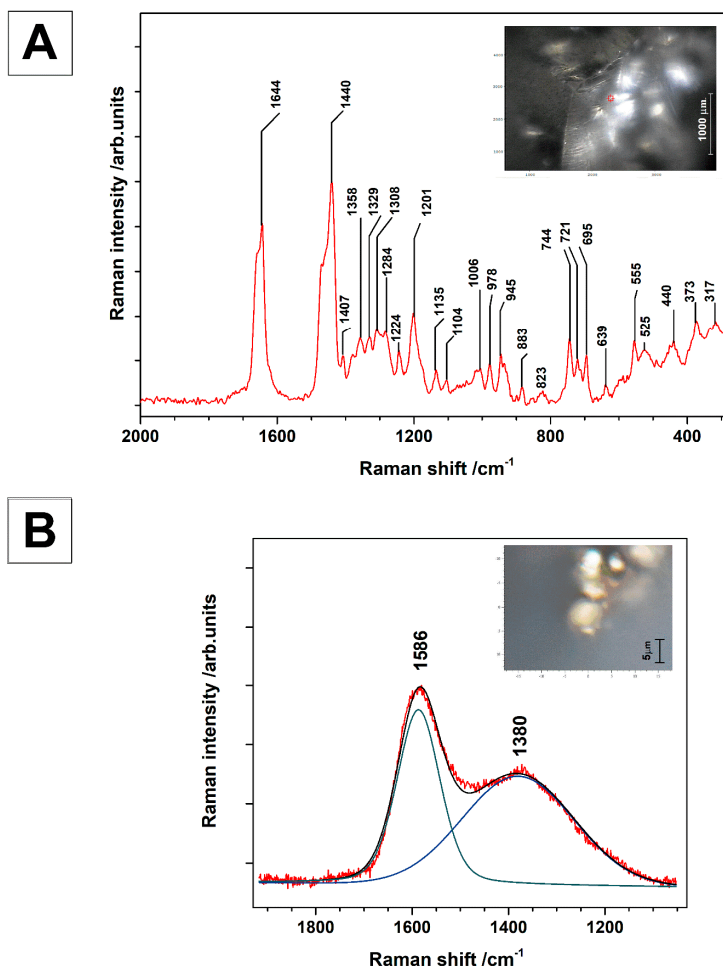 A
Raman intensity /arb.units
1644
1440
1407
1358
1329
1308
1284
1224
1201
1135
1104
1006
978
945
883
823
744
721
695
639
555
525
440
373
317
1000 μm
2000 1600 1200 800 400
Raman shift /cm-1
B
Raman intensity /arb.units
1586
1380
5μm
1800 1600 1400 1200
Raman shift /cm-1